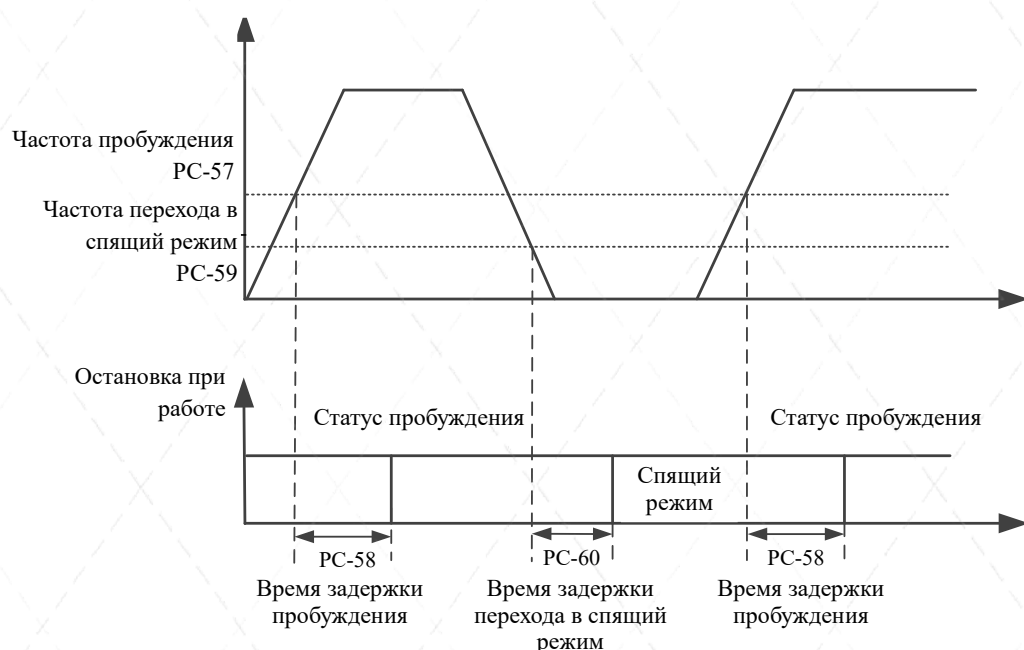 Частота пробуждения
PC-57
Частота перехода в
спящий режим
PC-59
Остановка при
работе
Статус пробуждения
Статус пробуждения
Спящий
режим
PC-58
Время задержки
пробуждения
PC-60
Время задержки
перехода в спящий
режим
PC-58
Время задержки
пробуждения